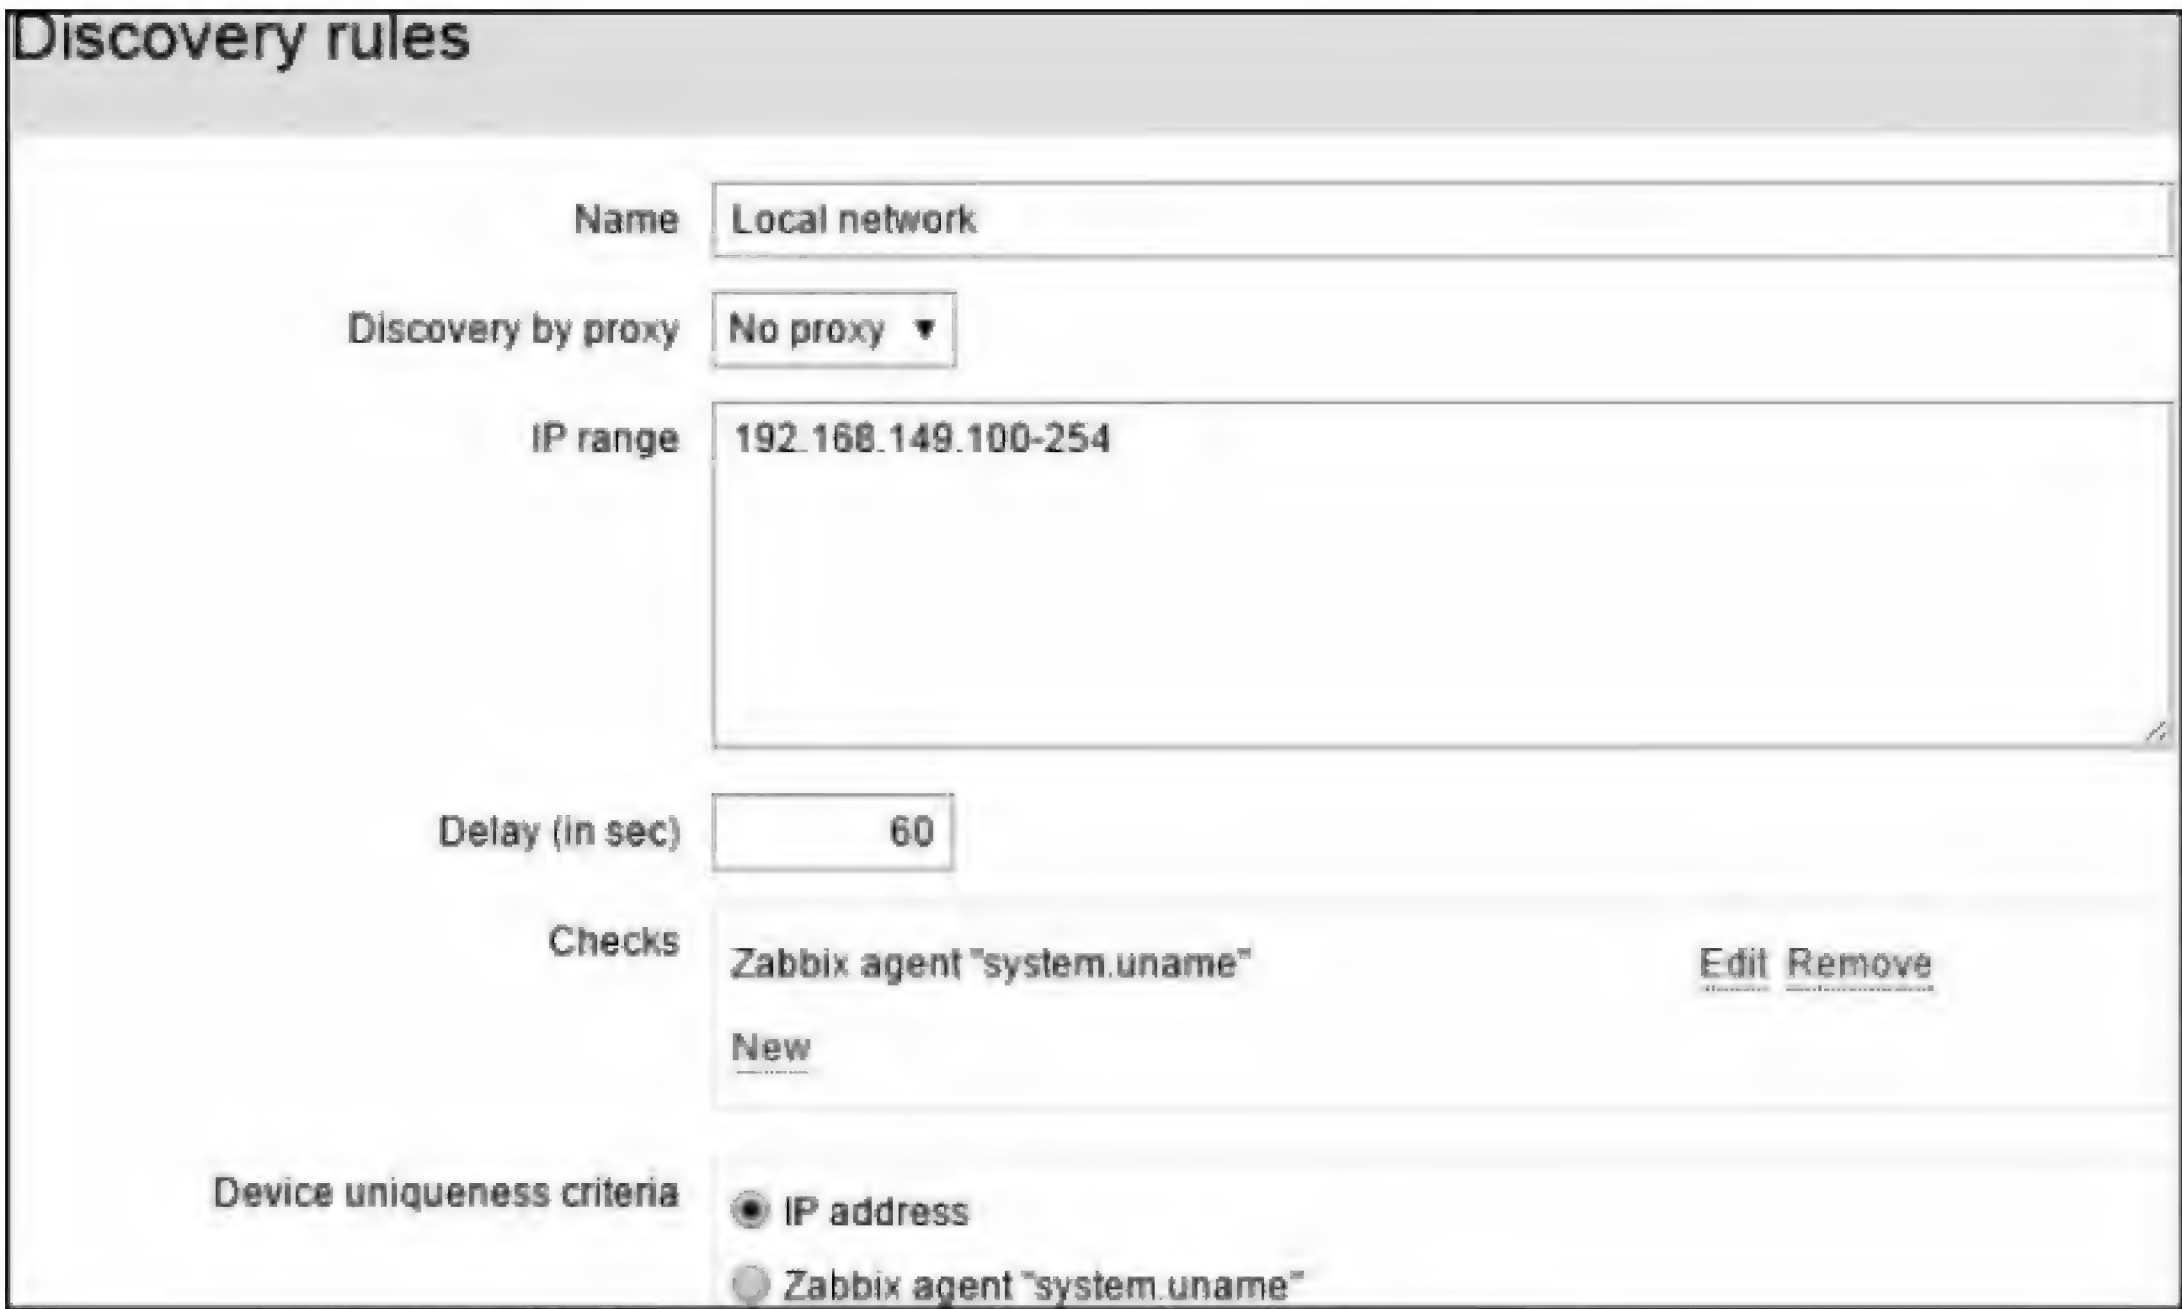 Discovery rules
Name Local network
Discovery by proxy No proxy ▼
IP range 192.168.149.100-254
Delay (in sec) 60
Checks Zabbix agent "system.uname" Edit Remove
New
Device uniqueness criteria IP address
Zabbix agent "system.uname"